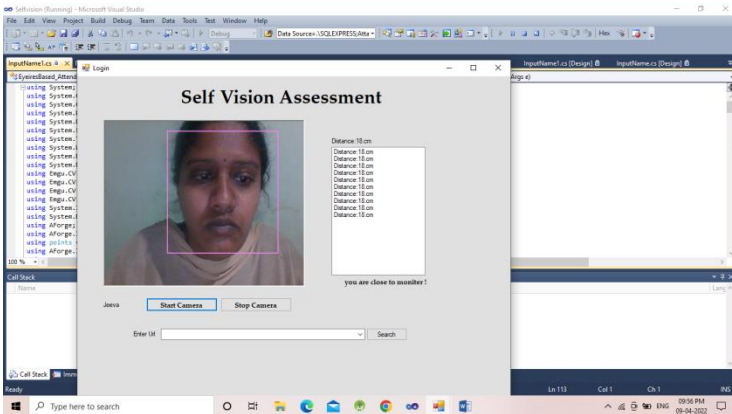 Selfvision (Running) - Microsoft Visual Studio
File Edit View Project Build Debug Team Data Tools Test Window Help
Debug
Data Source=.\SQLEXPRESS;Atta
Hex
InputName1.cs
InputName1.cs [Design]
InputName.cs [Design]
EyeiresBased_Attend
Args e)
using System;
using System.
using System.
using System.
using System.
using System.
using System.
using System.
using System.
using Emgu.CV
using Emgu.CV
using Emgu.CV
using Emgu.CV
using System.
using System.
using AForge;
using AForge.
using points
using AForge.
100 %
Login
Self Vision Assessment
Distance:18.cm
Distance:18.cm
Distance:18.cm
Distance:18.cm
Distance:18.cm
Distance:18.cm
Distance:18.cm
Distance:18.cm
Distance:18.cm
Distance:18.cm
Distance:18.cm
you are close to moniter!
Jeeva
Start Camera
Stop Camera
Enter Url
Search
Call Stack
Name
Lang
Call Stack
Imm
Ready
Ln 113
Col 1
Ch 1
INS
Type here to search
ENG
09:56 PM
09-04-2022